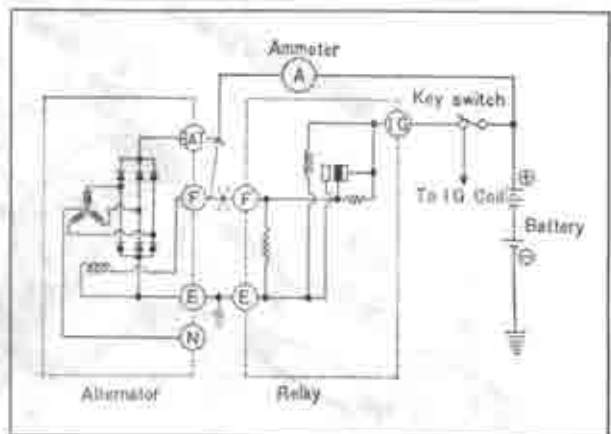 Ammeter
A
Key switch
BAT
IG
F
F
To IG Coil
⊕
Battery
⊖
E
E
N
Alternator
Relay